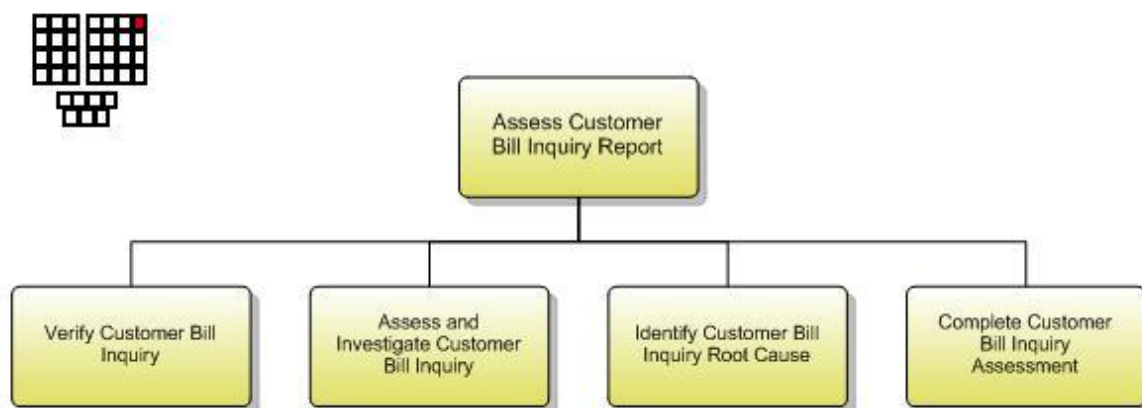 Assess Customer
Bill Inquiry Report
Verify Customer Bill
Inquiry
Assess and
Investigate Customer
Bill Inquiry
Identify Customer Bill
Inquiry Root Cause
Complete Customer
Bill Inquiry
Assessment